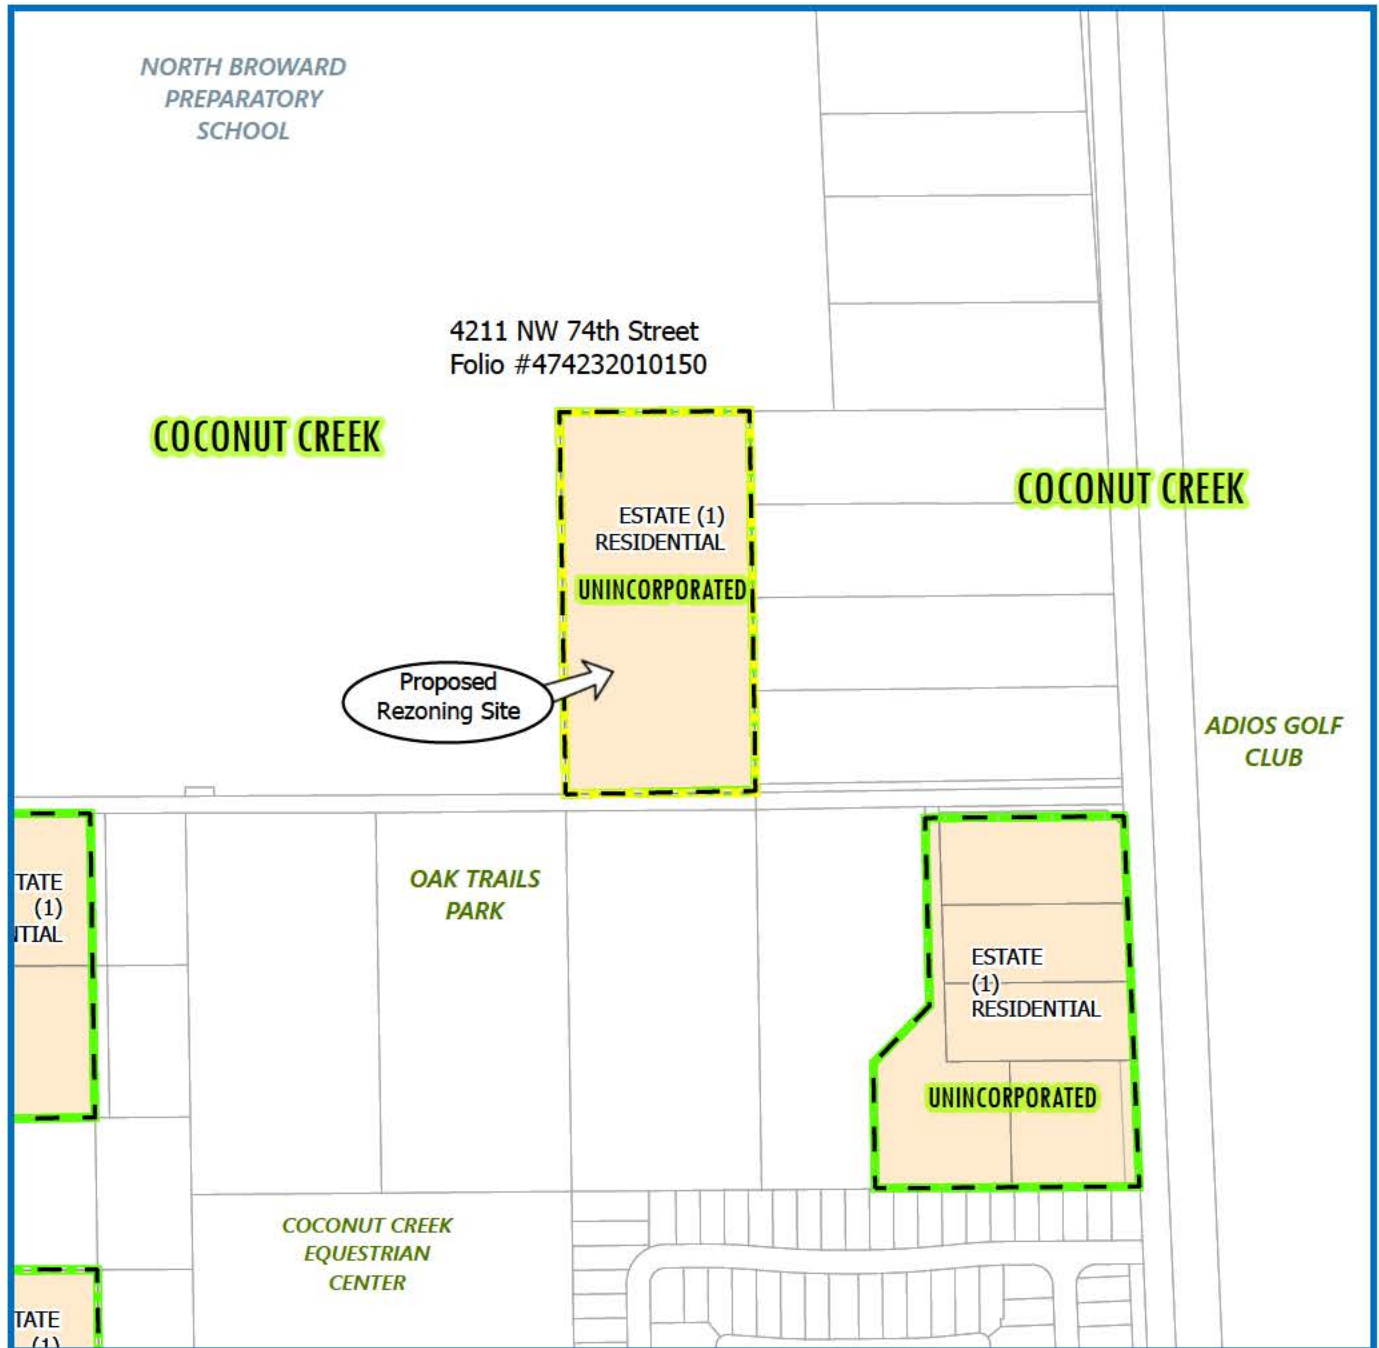 NORTH BROWARD
PREPARATORY
SCHOOL
4211 NW 74th Street
Folio #474232010150
COCONUT CREEK
COCONUT CREEK
ESTATE (1)
RESIDENTIAL
UNINCORPORATED
Proposed
Rezoning Site
ADIOS GOLF
CLUB
TATE
(1)
NTIAL
OAK TRAILS
PARK
ESTATE
(1)
RESIDENTIAL
UNINCORPORATED
COCONUT CREEK
EQUESTRIAN
CENTER
TATE
(1)